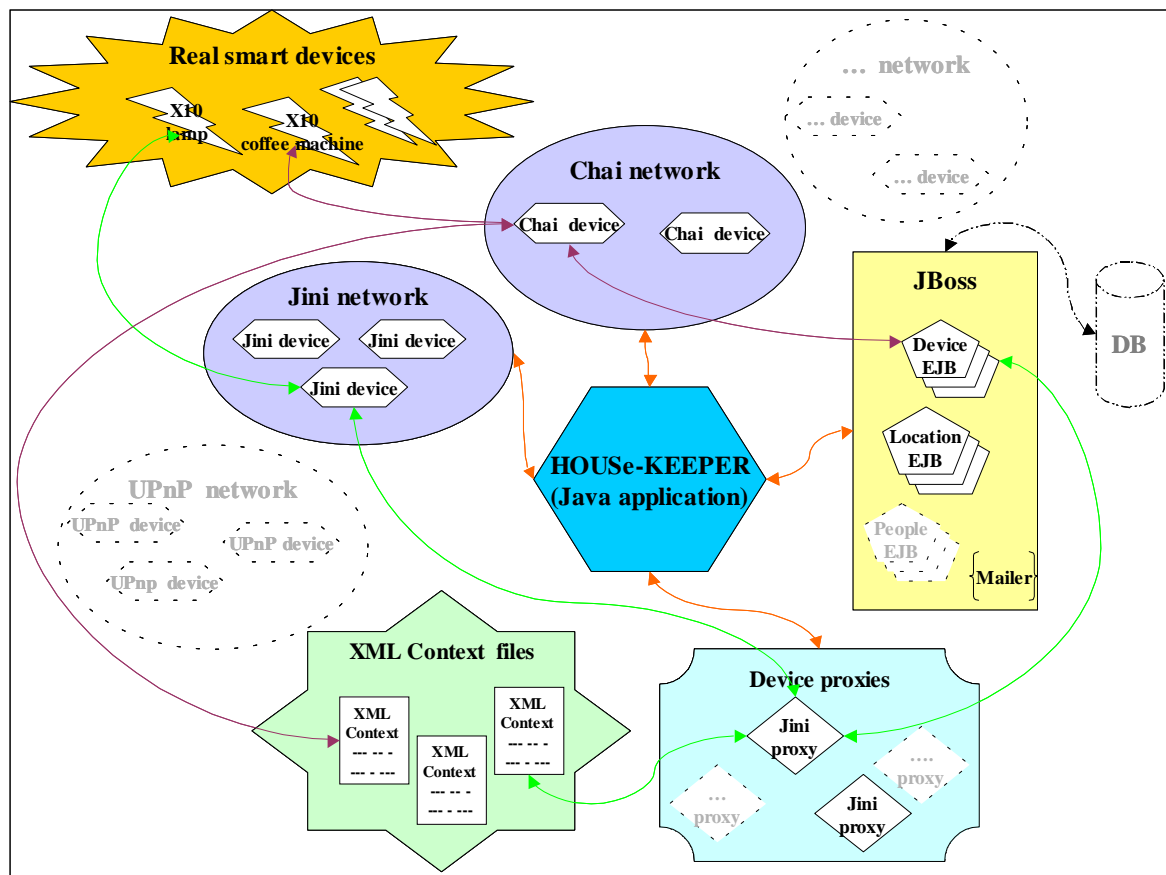 Real smart devices
X10
lamp
X10
coffee machine
… network
… device
… device
Chai network
Chai device
Chai device
Jini network
Jini device
Jini device
Jini device
JBoss
Device
EJB
Location
EJB
People
EJB
Mailer
DB
HOUSe-KEEPER
(Java application)
UPnP network
UPnP device
UPnP device
UPnp device
XML Context files
XML
Context
--- -- -
--- - ---
XML
Context
--- -- -
--- - ---
XML
Context
--- -- -
--- - ---
Device proxies
Jini
proxy
….
proxy
…
proxy
Jini
proxy